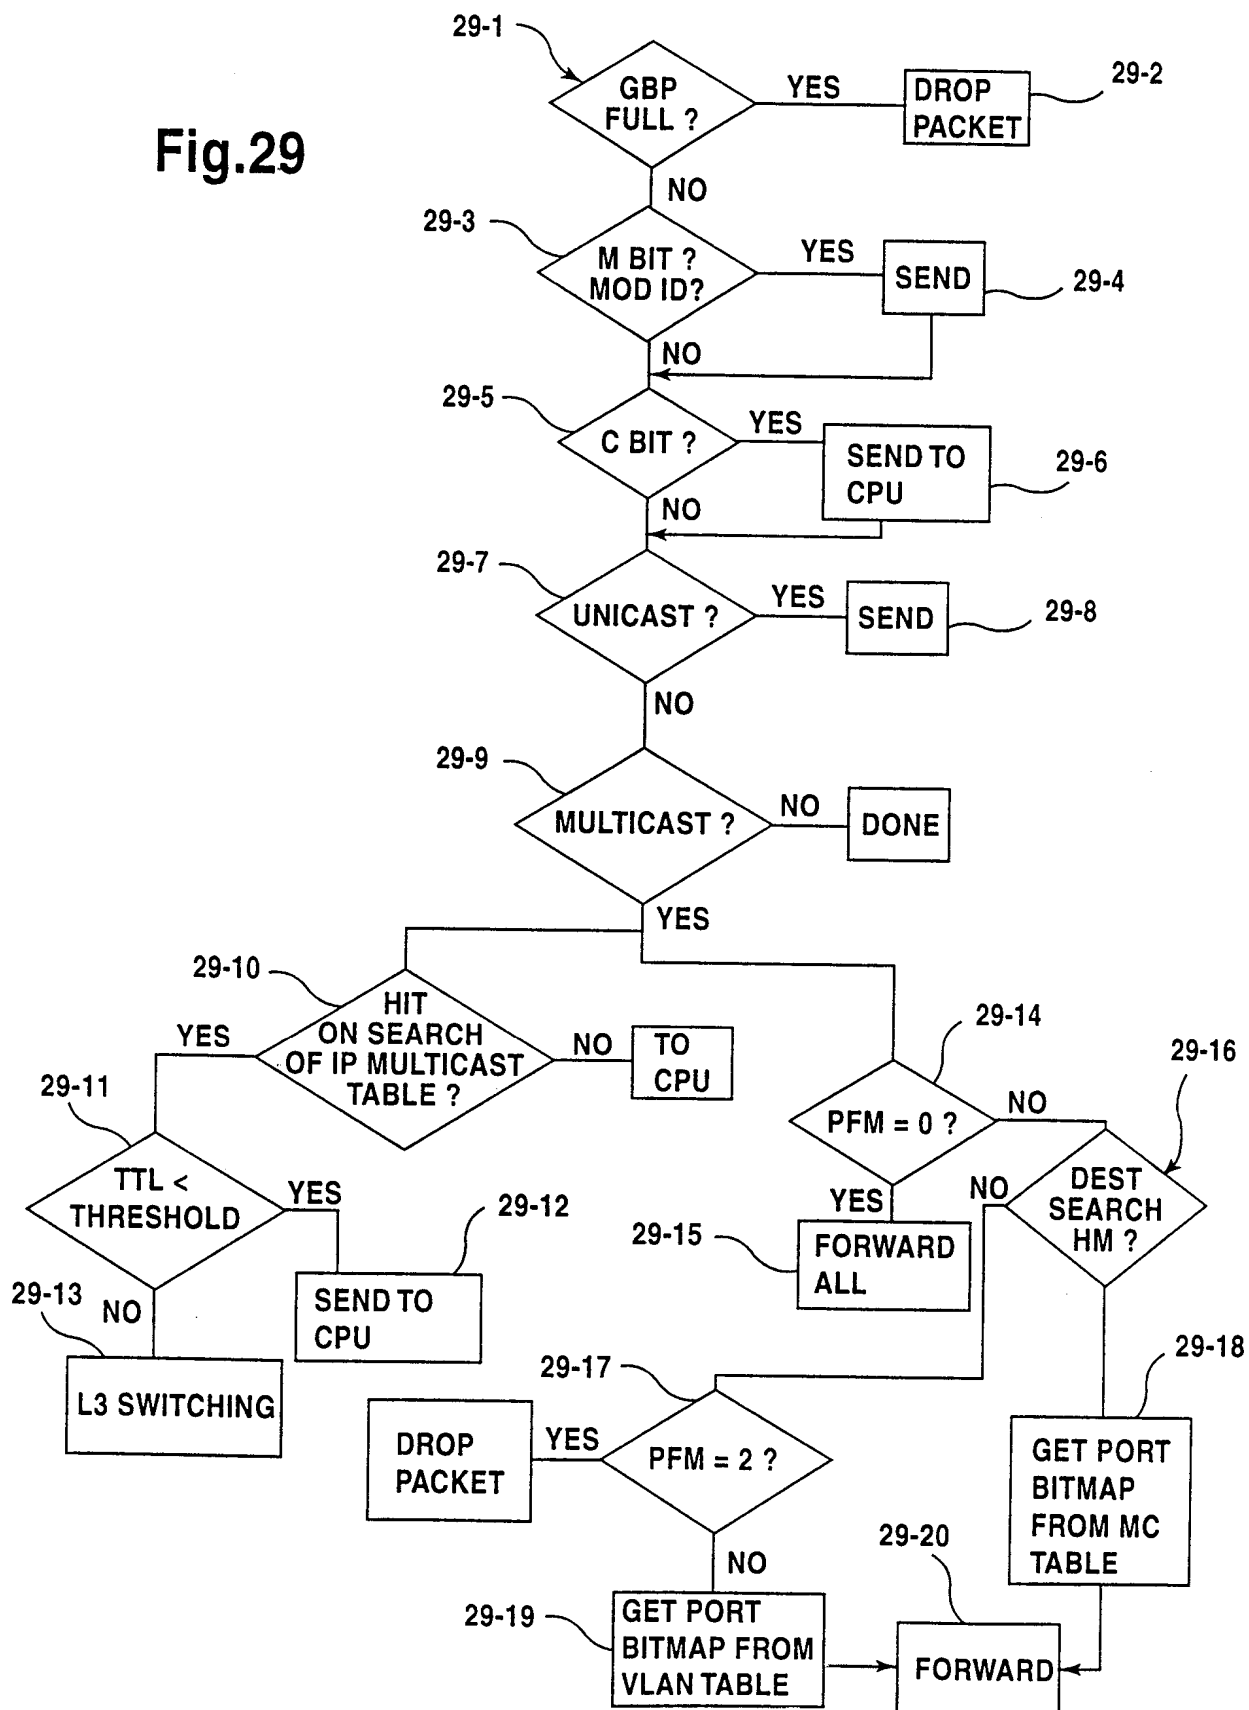 Fig.29
29-1
GBP
FULL ?
YES
DROP
PACKET
29-2
NO
29-3
M BIT ?
MOD ID?
YES
SEND
29-4
NO
29-5
C BIT ?
YES
SEND TO
CPU
29-6
NO
29-7
UNICAST ?
YES
SEND
29-8
NO
29-9
MULTICAST ?
NO
DONE
YES
29-10
HIT
ON SEARCH
OF IP MULTICAST
TABLE ?
YES
NO
TO
CPU
29-11
TTL <
THRESHOLD
YES
29-12
SEND TO
CPU
NO
29-13
L3 SWITCHING
29-14
PFM = 0 ?
NO
YES
29-15
FORWARD
ALL
29-16
DEST
SEARCH
HM ?
NO
29-17
PFM = 2 ?
YES
DROP
PACKET
NO
29-18
GET PORT
BITMAP
FROM MC
TABLE
29-19
GET PORT
BITMAP FROM
VLAN TABLE
29-20
FORWARD